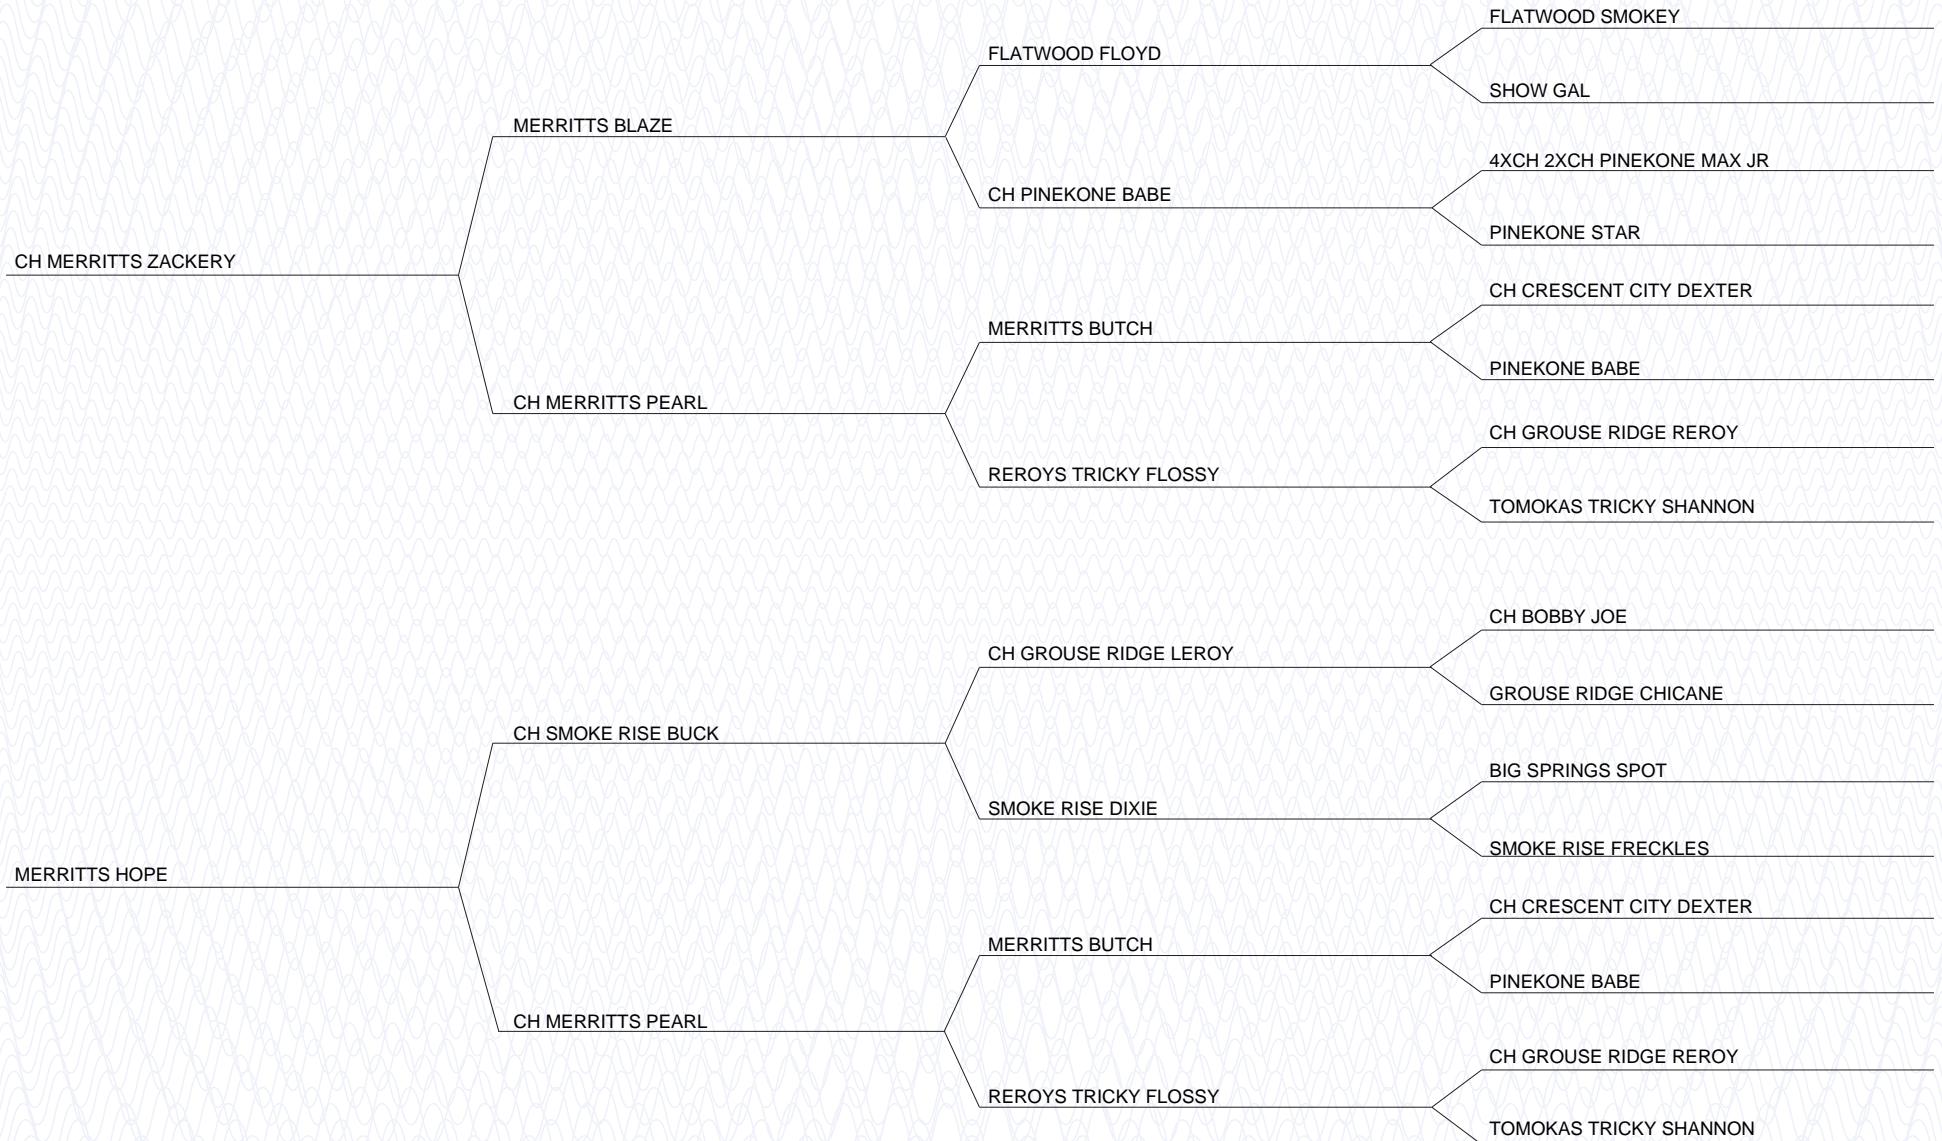 FLATWOOD SMOKEY
FLATWOOD FLOYD
SHOW GAL
MERRITTS BLAZE
4XCH 2XCH PINEKONE MAX JR
CH PINEKONE BABE
PINEKONE STAR
CH MERRITTS ZACKERY
CH CRESCENT CITY DEXTER
MERRITTS BUTCH
PINEKONE BABE
CH MERRITTS PEARL
CH GROUSE RIDGE REROY
REROYS TRICKY FLOSSY
TOMOKAS TRICKY SHANNON
CH BOBBY JOE
CH GROUSE RIDGE LEROY
GROUSE RIDGE CHICANE
CH SMOKE RISE BUCK
BIG SPRINGS SPOT
SMOKE RISE DIXIE
SMOKE RISE FRECKLES
MERRITTS HOPE
CH CRESCENT CITY DEXTER
MERRITTS BUTCH
PINEKONE BABE
CH MERRITTS PEARL
CH GROUSE RIDGE REROY
REROYS TRICKY FLOSSY
TOMOKAS TRICKY SHANNON